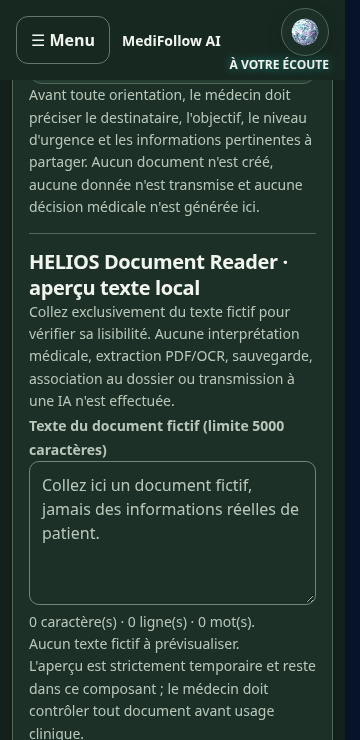 ☰ Menu
MediFollow AI
À VOTRE ÉCOUTE
Avant toute orientation, le médecin doit
préciser le destinataire, l'objectif, le niveau
d'urgence et les informations pertinentes à
partager. Aucun document n'est créé,
aucune donnée n'est transmise et aucune
décision médicale n'est générée ici.
HELIOS Document Reader ·
aperçu texte local
Collez exclusivement du texte fictif pour
vérifier sa lisibilité. Aucune interprétation
médicale, extraction PDF/OCR, sauvegarde,
association au dossier ou transmission à
une IA n'est effectuée.
Texte du document fictif (limite 5000
caractères)
Collez ici un document fictif,
jamais des informations réelles de
patient.
0 caractère(s) · 0 ligne(s) · 0 mot(s).
Aucun texte fictif à prévisualiser.
L'aperçu est strictement temporaire et reste
dans ce composant ; le médecin doit
contrôler tout document avant usage
clinique.